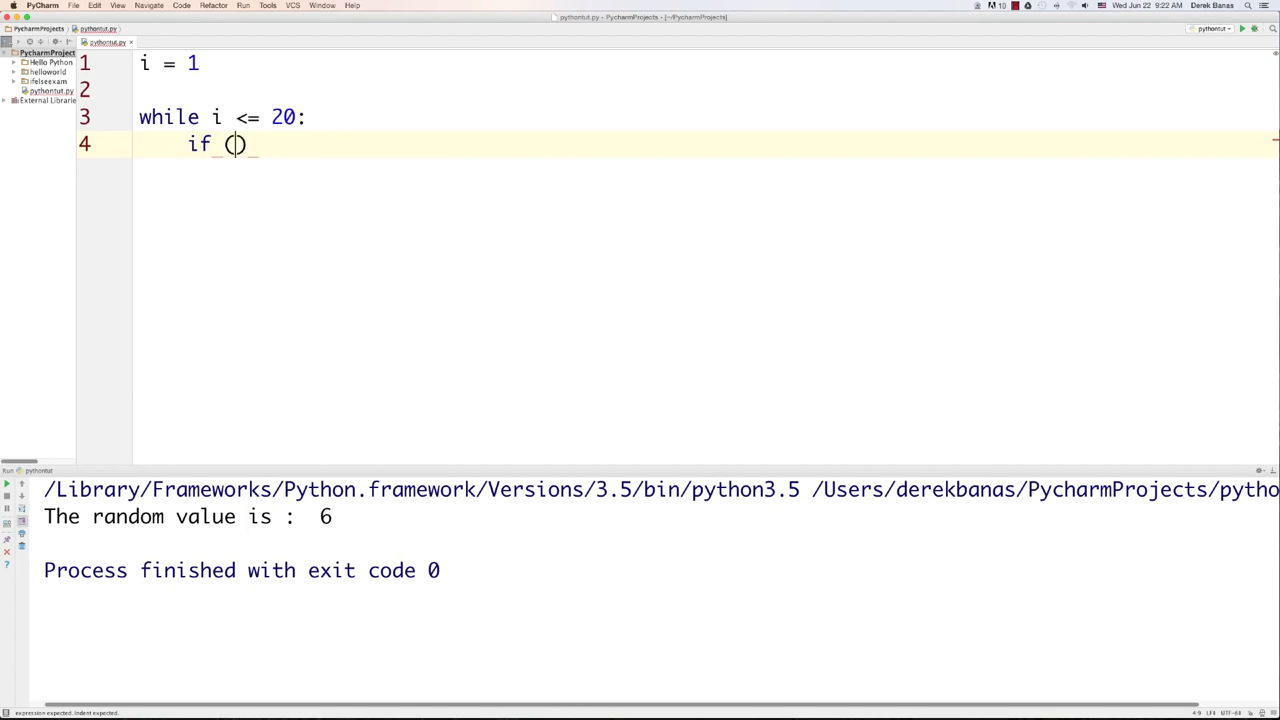 PyCharm File Edit View Navigate Code Refactor Run Tools VCS Window Help
10 Wed Jun 22 9:22 AM Derek Banas
pythontut.py - PycharmProjects - [~/PycharmProjects]
PycharmProjects pythontut.py
pythontut
pythontut.py
PycharmProject
Hello Python
helloworld
ifelseexam
pythontut.py
External Librarie
1 i = 1
2
3 while i <= 20:
4 if ()
Run pythontut
/Library/Frameworks/Python.framework/Versions/3.5/bin/python3.5 /Users/derekbanas/PycharmProjects/pytho
The random value is : 6
Process finished with exit code 0
expression expected. Indent expected.
4:9 LF÷ UTF-8÷